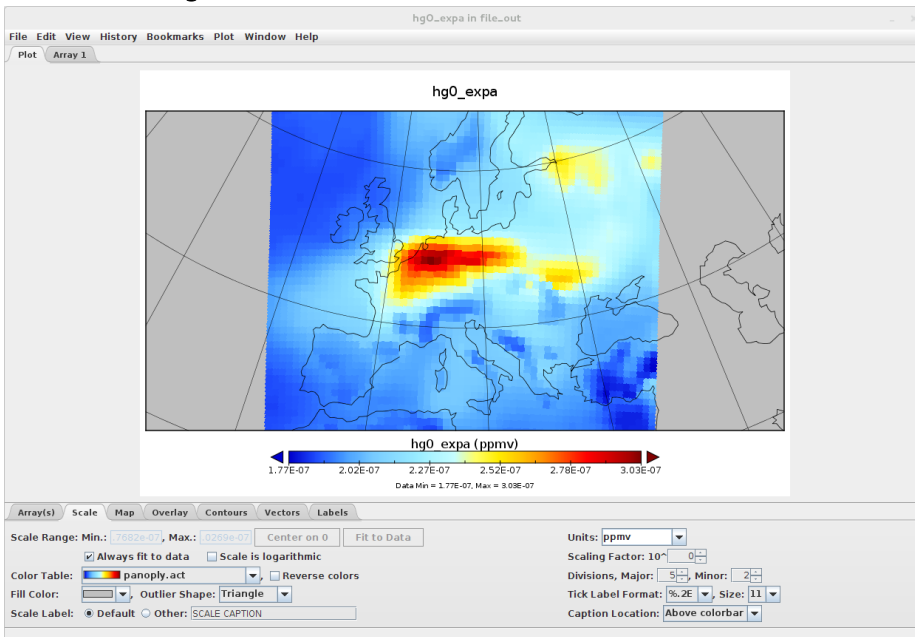 hg0_expa in file_out
File Edit View History Bookmarks Plot Window Help
Plot Array 1
hg0_expa
hg0_expa (ppmv)
1.77E-07 2.02E-07 2.27E-07 2.52E-07 2.78E-07 3.03E-07
Data Min = 1.77E-07, Max = 3.03E-07
Array(s) Scale Map Overlay Contours Vectors Labels
Scale Range: Min.: .7682e-07, Max.: .0269e-07 Center on 0 Fit to Data Units: ppmv
Always fit to data Scale is logarithmic Scaling Factor: 10^ 0
Color Table: panoply.act, Reverse colors Divisions, Major: 5, Minor: 2
Fill Color: , Outlier Shape: Triangle Tick Label Format: %.2E, Size: 11
Scale Label: Default Other: SCALE CAPTION Caption Location: Above colorbar